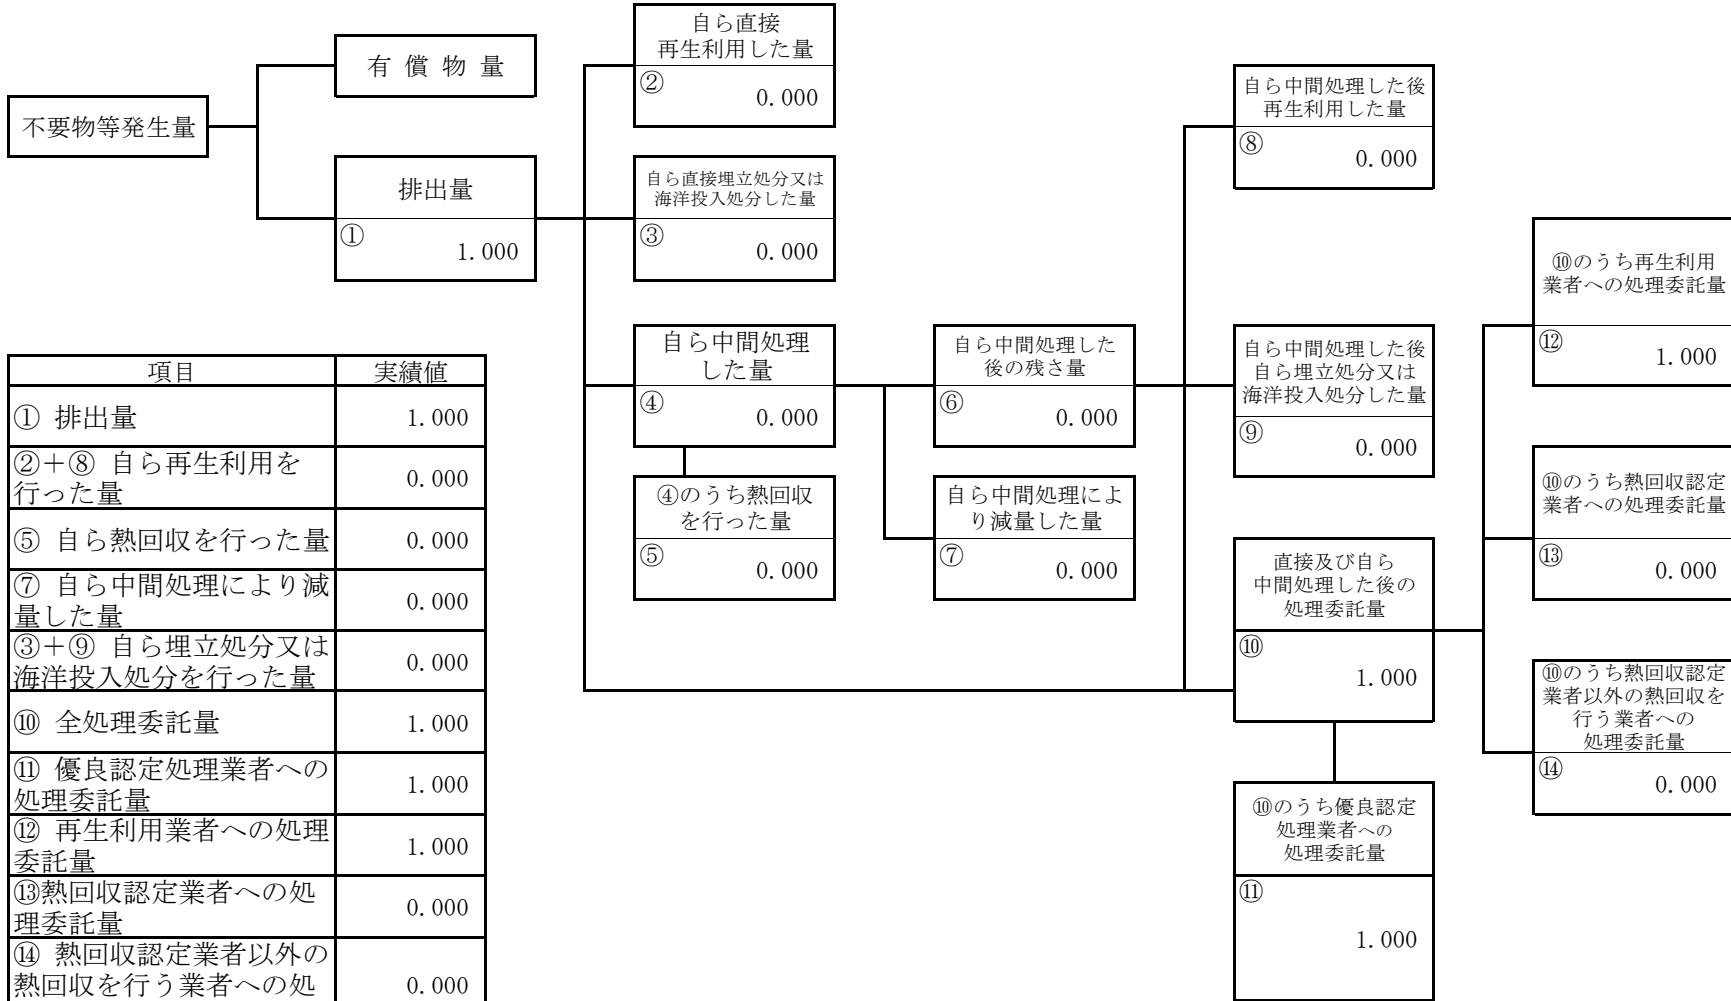 不要物等発生量
有 償 物 量
排出量
①
1.000
自ら直接
再生利用した量
②
0.000
自ら直接埋立処分又は
海洋投入処分した量
③
0.000
自ら中間処理
した量
④
0.000
④のうち熱回収
を行った量
⑤
0.000
自ら中間処理した
後の残さ量
⑥
0.000
自ら中間処理によ
り減量した量
⑦
0.000
自ら中間処理した後
再生利用した量
⑧
0.000
自ら中間処理した後
自ら埋立処分又は
海洋投入処分した量
⑨
0.000
直接及び自ら
中間処理した後の
処理委託量
⑩
1.000
⑩のうち優良認定
処理業者への
処理委託量
⑪
1.000
⑩のうち再生利用
業者への処理委託量
⑫
1.000
⑩のうち熱回収認定
業者への処理委託量
⑬
0.000
⑩のうち熱回収認定
業者以外の熱回収を
行う業者への
処理委託量
⑭
0.000
項目 実績値
① 排出量 1.000
②＋⑧ 自ら再生利用を
行った量 0.000
⑤ 自ら熱回収を行った量 0.000
⑦ 自ら中間処理により減
量した量 0.000
③＋⑨ 自ら埋立処分又は
海洋投入処分を行った量 0.000
⑩ 全処理委託量 1.000
⑪ 優良認定処理業者への
処理委託量 1.000
⑫ 再生利用業者への処理
委託量 1.000
⑬熱回収認定業者への処
理委託量 0.000
⑭ 熱回収認定業者以外の
熱回収を行う業者への処 0.000